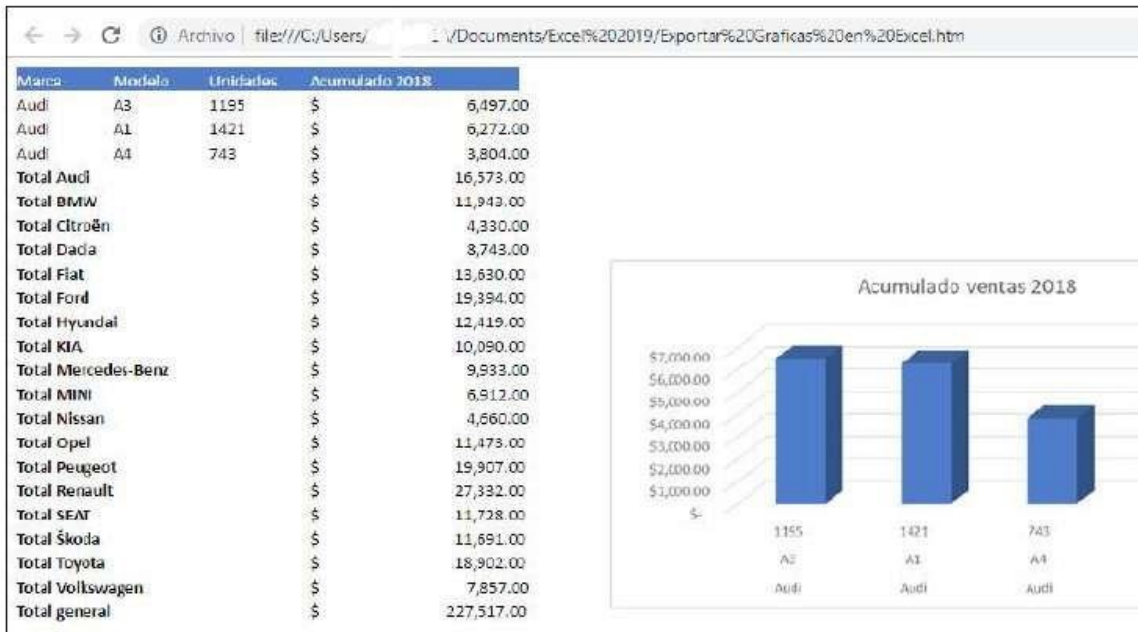 Archivo | file:///C:/Users/ \/Documents/Excel%202019/Exportar%20Graficas%20en%20Excel.htm
Marca Modelo Unidades Acumulado 2018
Audi A3 1195 $ 6,497.00
Audi A1 1421 $ 6,272.00
Audi A4 743 $ 3,804.00
Total Audi $ 16,573.00
Total BMW $ 11,943.00
Total Citroën $ 4,330.00
Total Dacia $ 8,743.00
Total Fiat $ 13,630.00
Total Ford $ 19,394.00
Total Hyundai $ 12,419.00
Total KIA $ 10,090.00
Total Mercedes-Benz $ 9,933.00
Total MINI $ 6,912.00
Total Nissan $ 4,660.00
Total Opel $ 11,473.00
Total Peugeot $ 19,907.00
Total Renault $ 27,332.00
Total SEAT $ 11,728.00
Total Škoda $ 11,691.00
Total Toyota $ 18,902.00
Total Volkswagen $ 7,857.00
Total general $ 227,517.00
Acumulado ventas 2018
$7,000.00
$6,000.00
$5,000.00
$4,000.00
$3,000.00
$2,000.00
$1,000.00
$-
1195 1421 743
A3 A1 A4
Audi Audi Audi